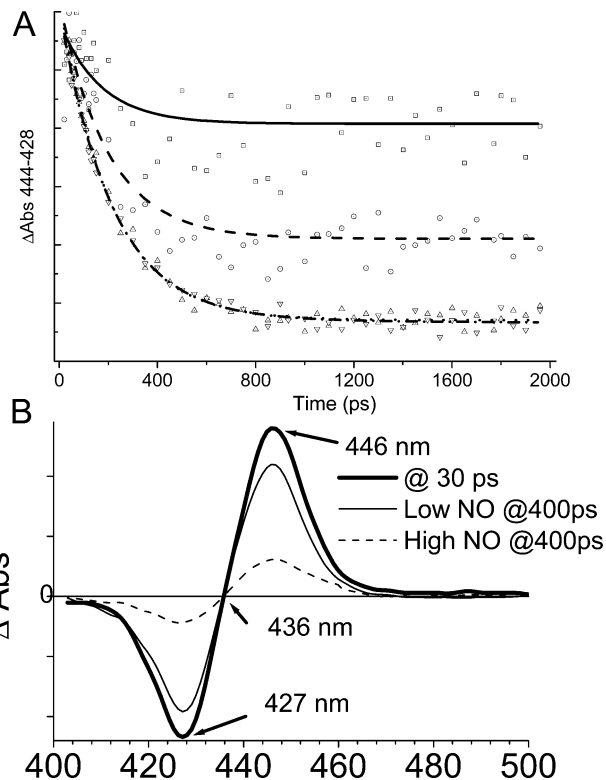 A
ΔAbs 444-428
0
400
800
1200
1600
2000
Time (ps)
B
446 nm
@ 30 ps
Low NO @400ps
High NO @400ps
Δ Abs
0
436 nm
427 nm
400
420
440
460
480
500